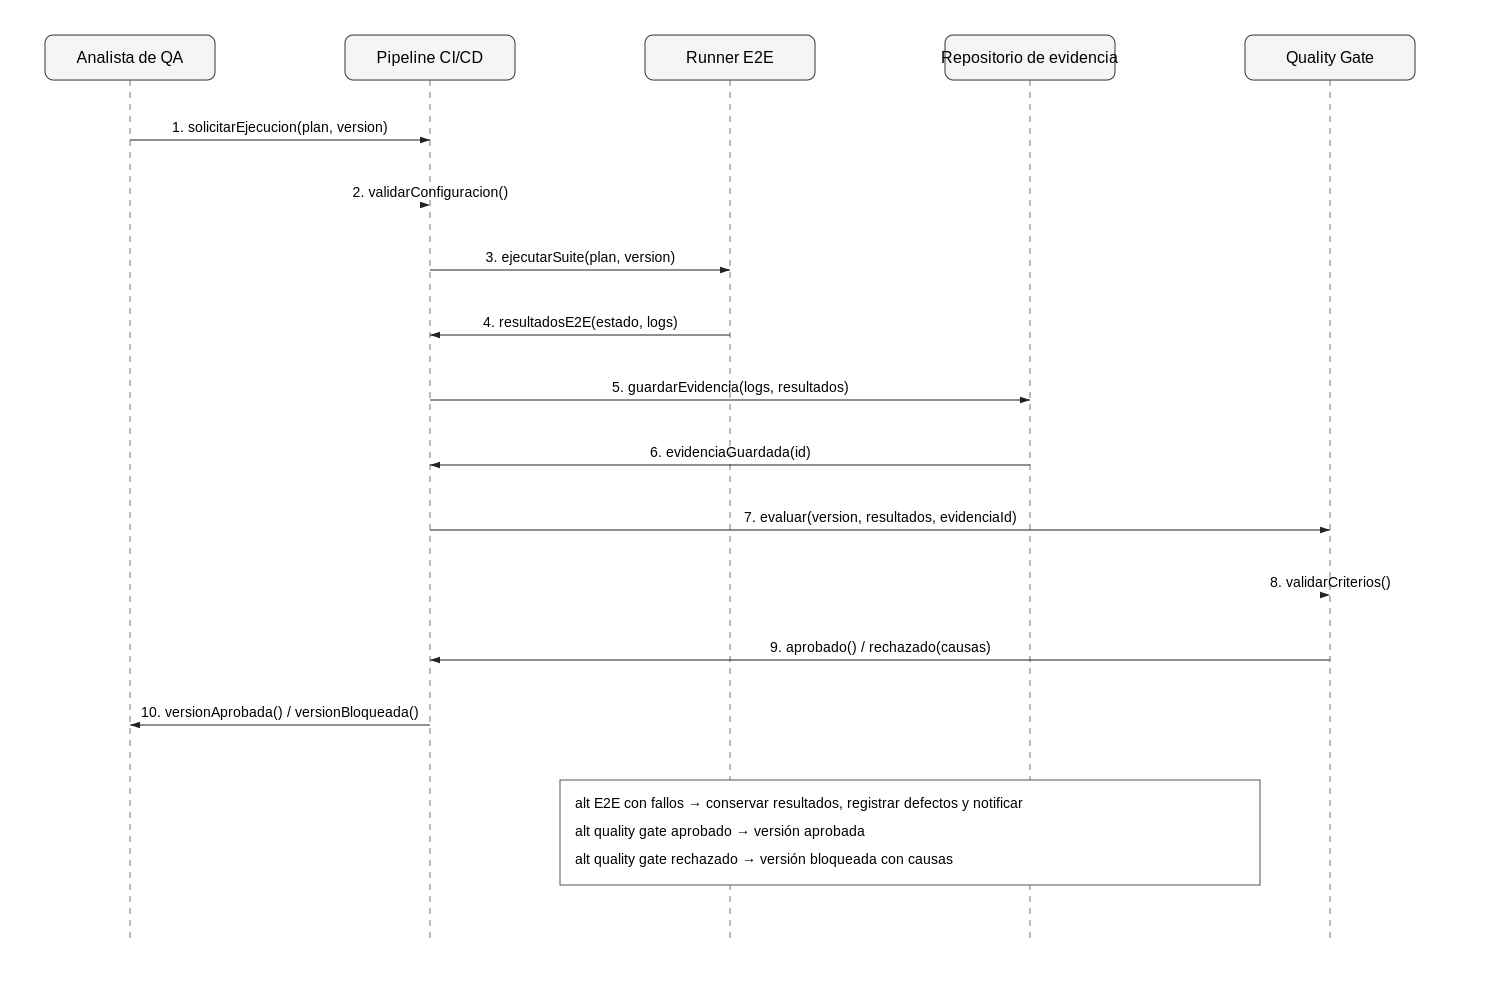 Analista de QA
Pipeline CI/CD
Runner E2E
Repositorio de evidencia
Quality Gate
1. solicitarEjecucion(plan, version)
2. validarConfiguracion()
3. ejecutarSuite(plan, version)
4. resultadosE2E(estado, logs)
5. guardarEvidencia(logs, resultados)
6. evidenciaGuardada(id)
7. evaluar(version, resultados, evidenciaId)
8. validarCriterios()
9. aprobado() / rechazado(causas)
10. versionAprobada() / versionBloqueada()
alt E2E con fallos → conservar resultados, registrar defectos y notificar
alt quality gate aprobado → versión aprobada
alt quality gate rechazado → versión bloqueada con causas